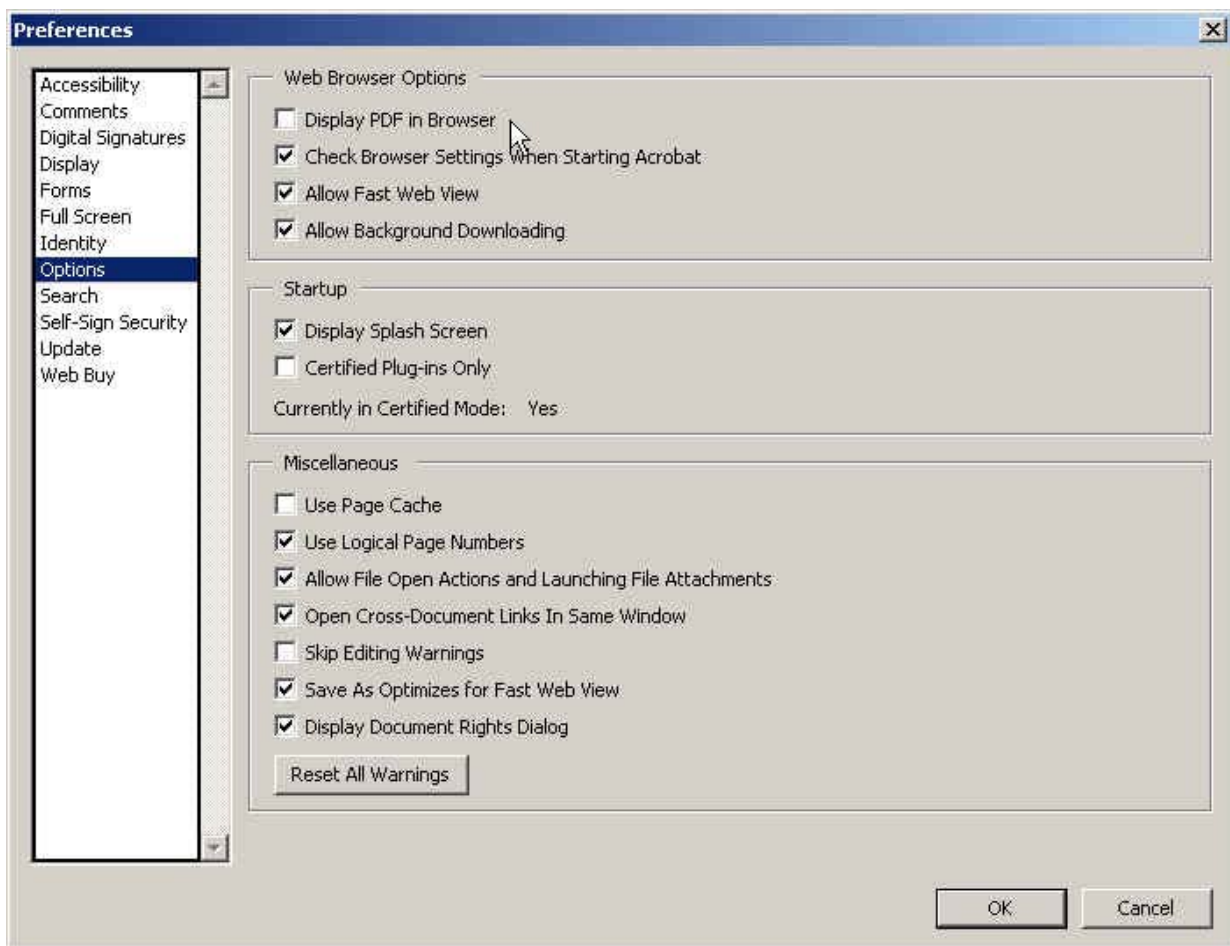 Preferences
Accessibility
Comments
Digital Signatures
Display
Forms
Full Screen
Identity
Options
Search
Self-Sign Security
Update
Web Buy
Web Browser Options
Display PDF in Browser
Check Browser Settings When Starting Acrobat
Allow Fast Web View
Allow Background Downloading
Startup
Display Splash Screen
Certified Plug-ins Only
Currently in Certified Mode: Yes
Miscellaneous
Use Page Cache
Use Logical Page Numbers
Allow File Open Actions and Launching File Attachments
Open Cross-Document Links In Same Window
Skip Editing Warnings
Save As Optimizes for Fast Web View
Display Document Rights Dialog
Reset All Warnings
OK
Cancel